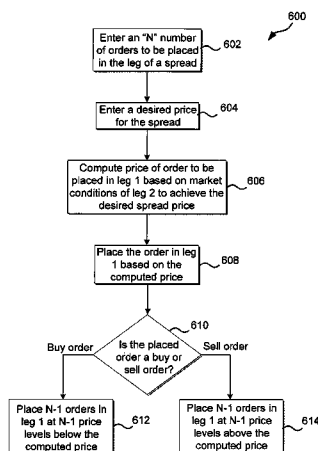 600
Enter an “N” number
of orders to be placed
in the leg of a spread
602
Enter a desired price
for the spread
604
Compute price of order to be
placed in leg 1 based on market
conditions of leg 2 to achieve the
desired spread price
606
Place the order in leg
1 based on the
computed price
608
610
Is the placed
order a buy or
sell order?
Buy order
Sell order
Place N-1 orders in
leg 1 at N-1 price
levels below the
computed price
612
Place N-1 orders in
leg 1 at N-1 price
levels above the
computed price
614